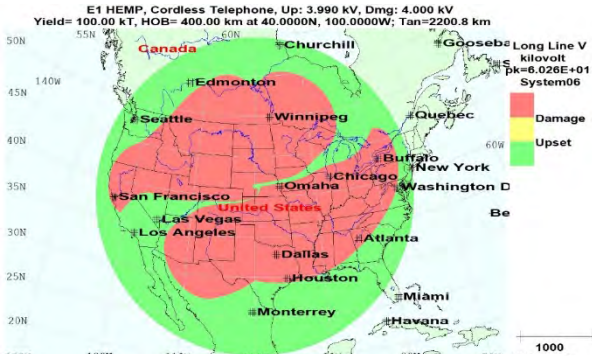 E1 HEMP, Cordless Telephone, Up: 3.990 kV, Dmg: 4.000 kV
Yield= 100.00 kT, HOB= 400.00 km at 40.0000N, 100.0000W; Tan=2200.8 km
50N
55N
60N
Canada
Churchill
Gooseba
Long Line V
kilovolt
pk=6.026E+01
System06
140W
Edmonton
45N
Seattle
Winnipeg
Quebec
Damage
Upset
40N
60W
Buffalo
New York
Chicago
35N
Omaha
Washington D
San Francisco
United States
Be
Las Vegas
30N
Los Angeles
Atlanta
Dallas
25N
Houston
Miami
Monterrey
20N
Havana
1000